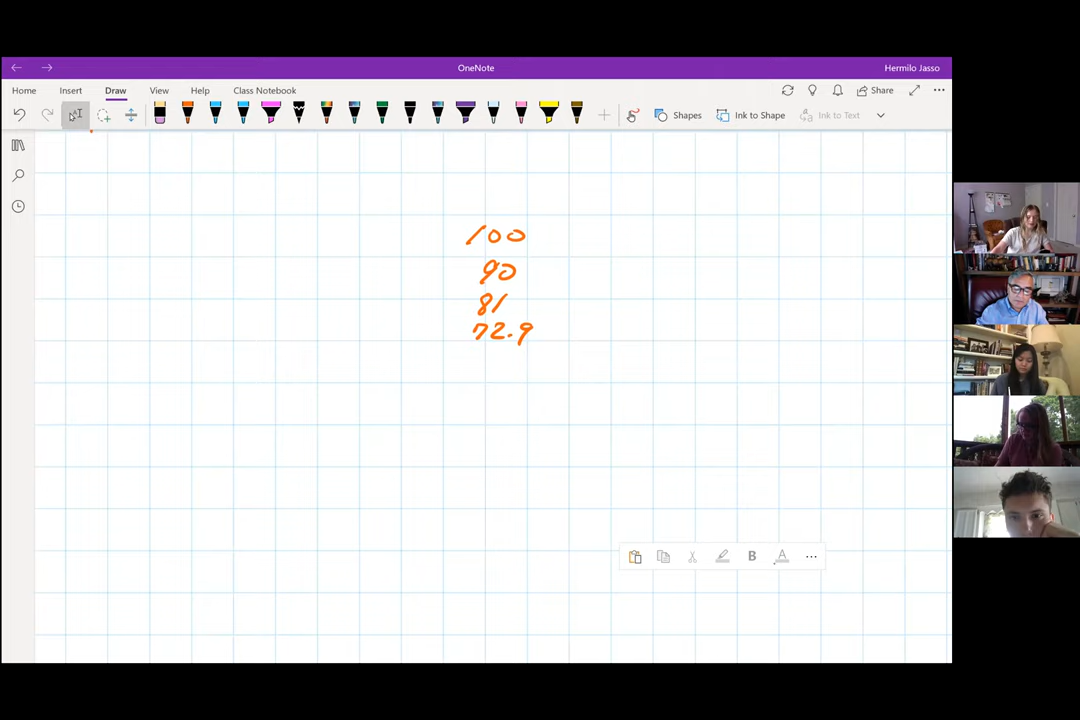 OneNote
Hermilo Jasso
Home Insert Draw View Help Class Notebook
Share
Shapes Ink to Shape Ink to Text
100
90
81
72.9
B A